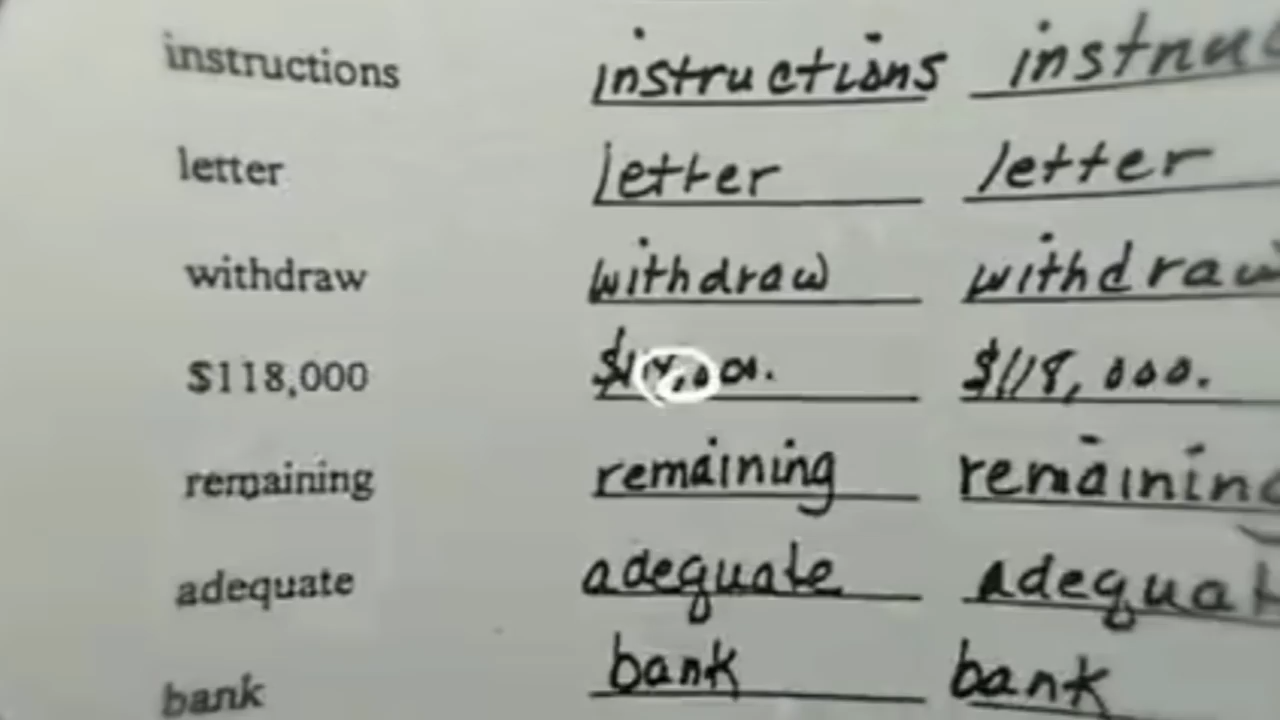 instructions instructions instruc
letter letter letter
withdraw withdraw withdraw
$118,000 $118,000.
remaining remaining remaining
adequate adequate adequat
bank bank bank